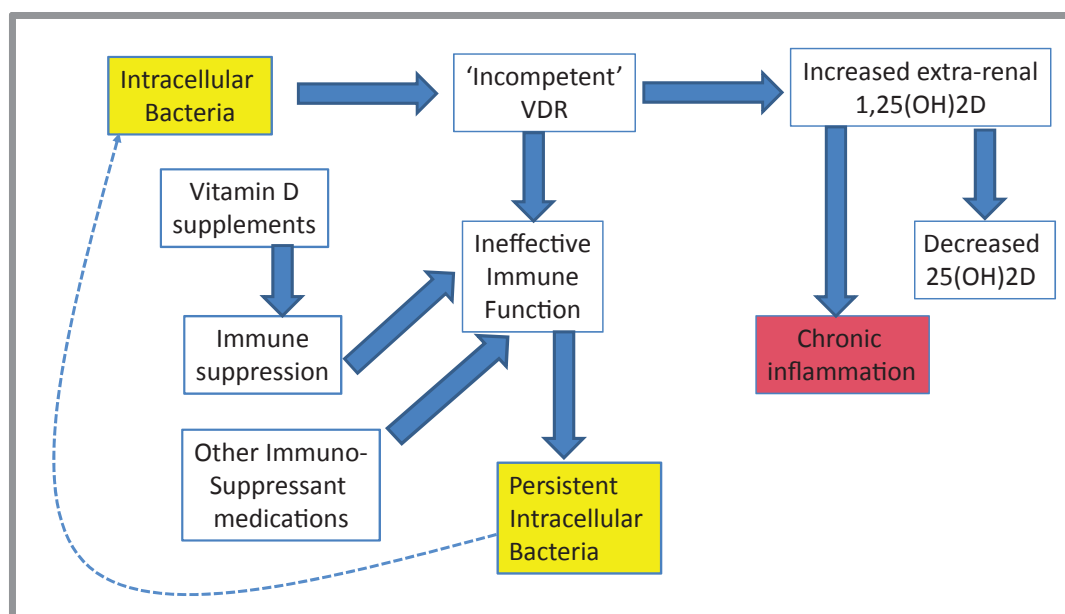 Intracellular
Bacteria
‘Incompetent’
VDR
Increased extra-renal
1,25(OH)2D
Vitamin D
supplements
Ineffective
Immune
Function
Decreased
25(OH)2D
Immune
suppression
Chronic
inflammation
Other Immuno-
Suppressant
medications
Persistent
Intracellular
Bacteria